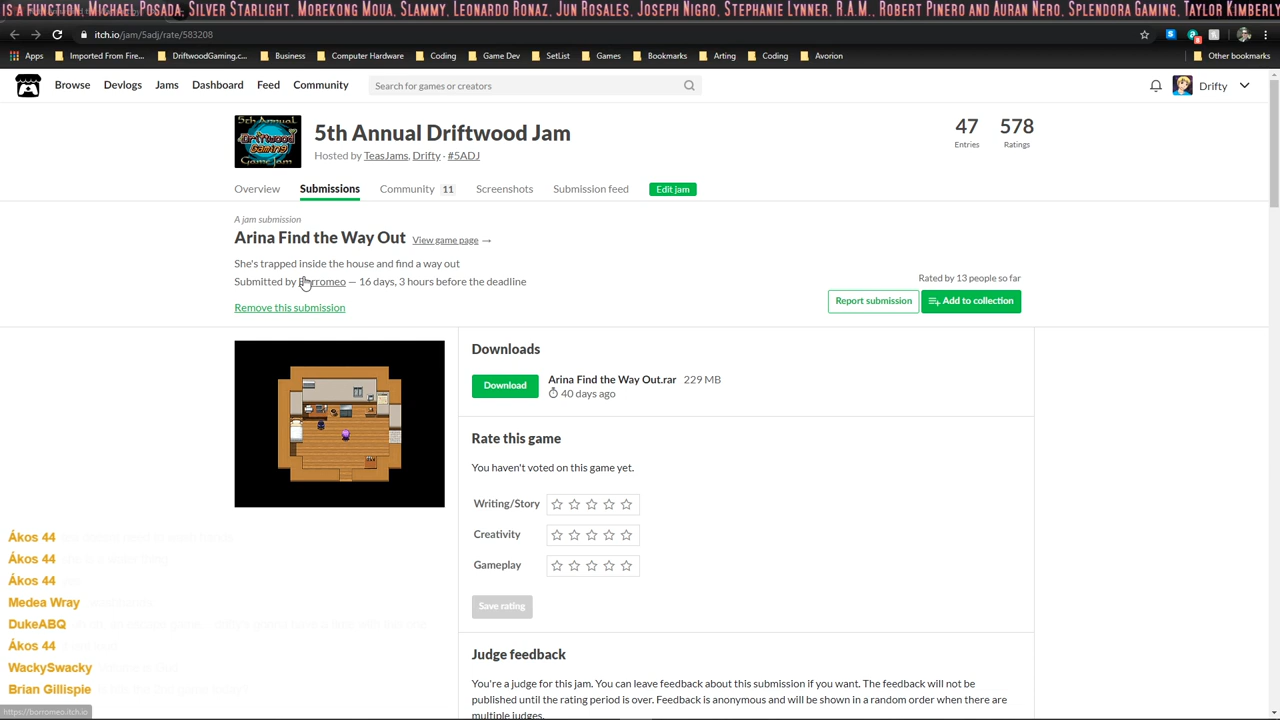 IS A FUNCTION, MICHAEL POSADA, SILVER STARLIGHT, MOREKONG MOUA, SLAMMY, LEONARDO RONAZ, JUN ROSALES, JOSEPH NIGRO, STEPHANIE LYNNER, R.A.M., ROBERT PINERO AND AURAN NERO, SPLENDORA GAMING, TAYLOR KIMBERLY
itch.io/jam/5adj/rate/583208
Apps Imported From Fire... DriftwoodGaming.c... Business Computer Hardware Coding Game Dev SetList Games Bookmarks Arting Coding Avorion Other bookmarks
Browse Devlogs Jams Dashboard Feed Community Search for games or creators Drifty
5th Annual Driftwood Gaming Game Jam
5th Annual Driftwood Jam
47 578
Entries Ratings
Hosted by TeasJams, Drifty · #5ADJ
Overview Submissions Community 11 Screenshots Submission feed Edit jam
A jam submission
Arina Find the Way Out View game page →
She's trapped inside the house and find a way out
Submitted by Borromeo — 16 days, 3 hours before the deadline
Rated by 13 people so far
Remove this submission
Report submission Add to collection
Downloads
Download Arina Find the Way Out.rar 229 MB
40 days ago
Rate this game
You haven't voted on this game yet.
Writing/Story
Creativity
Gameplay
Save rating
Judge feedback
You're a judge for this jam. You can leave feedback about this submission if you want. The feedback will not be
published until the rating period is over. Feedback is anonymous and will be shown in a random order when there are
multiple judges.
Ákos 44
Ákos 44
Ákos 44
Medea Wray
DukeABQ
Ákos 44
WackySwacky
Brian Gillispie
https://borromeo.itch.io